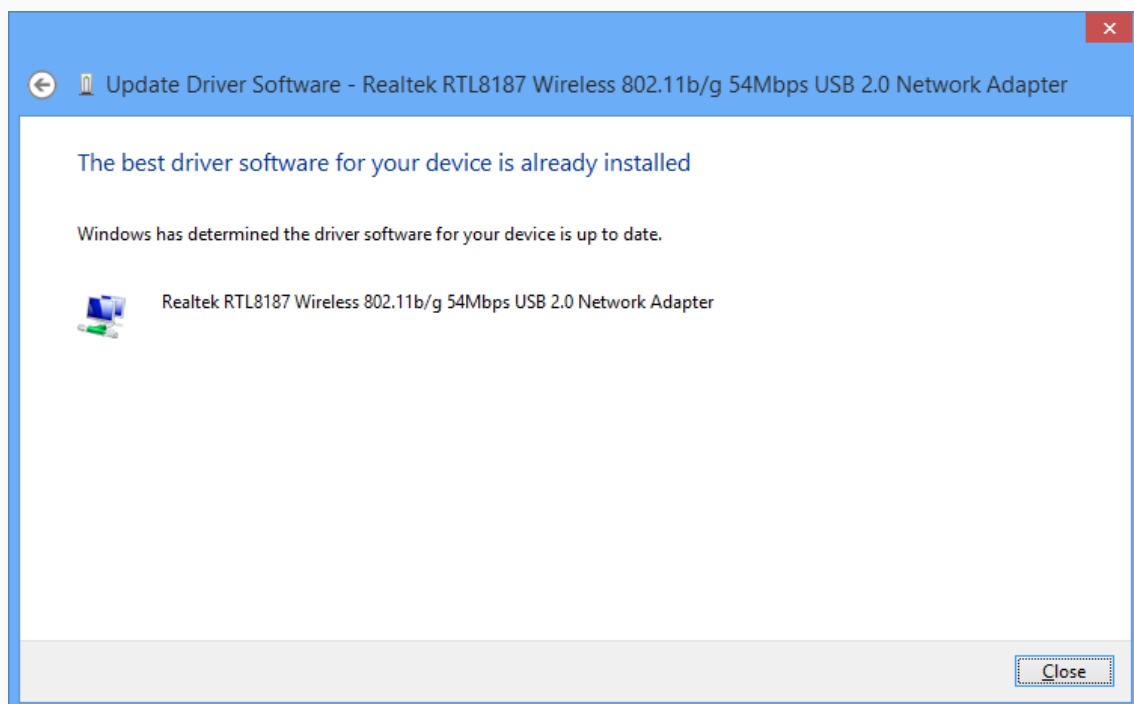 Update Driver Software - Realtek RTL8187 Wireless 802.11b/g 54Mbps USB 2.0 Network Adapter
The best driver software for your device is already installed
Windows has determined the driver software for your device is up to date.
Realtek RTL8187 Wireless 802.11b/g 54Mbps USB 2.0 Network Adapter
Close